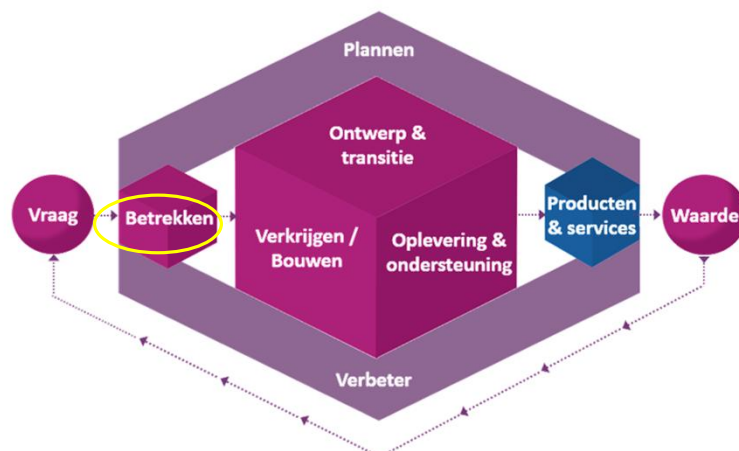 Plannen
Ontwerp &
transitie
Vraag
Betrekken
Verkrijgen /
Bouwen
Oplevering &
ondersteuning
Producten
& services
Waarde
Verbeter